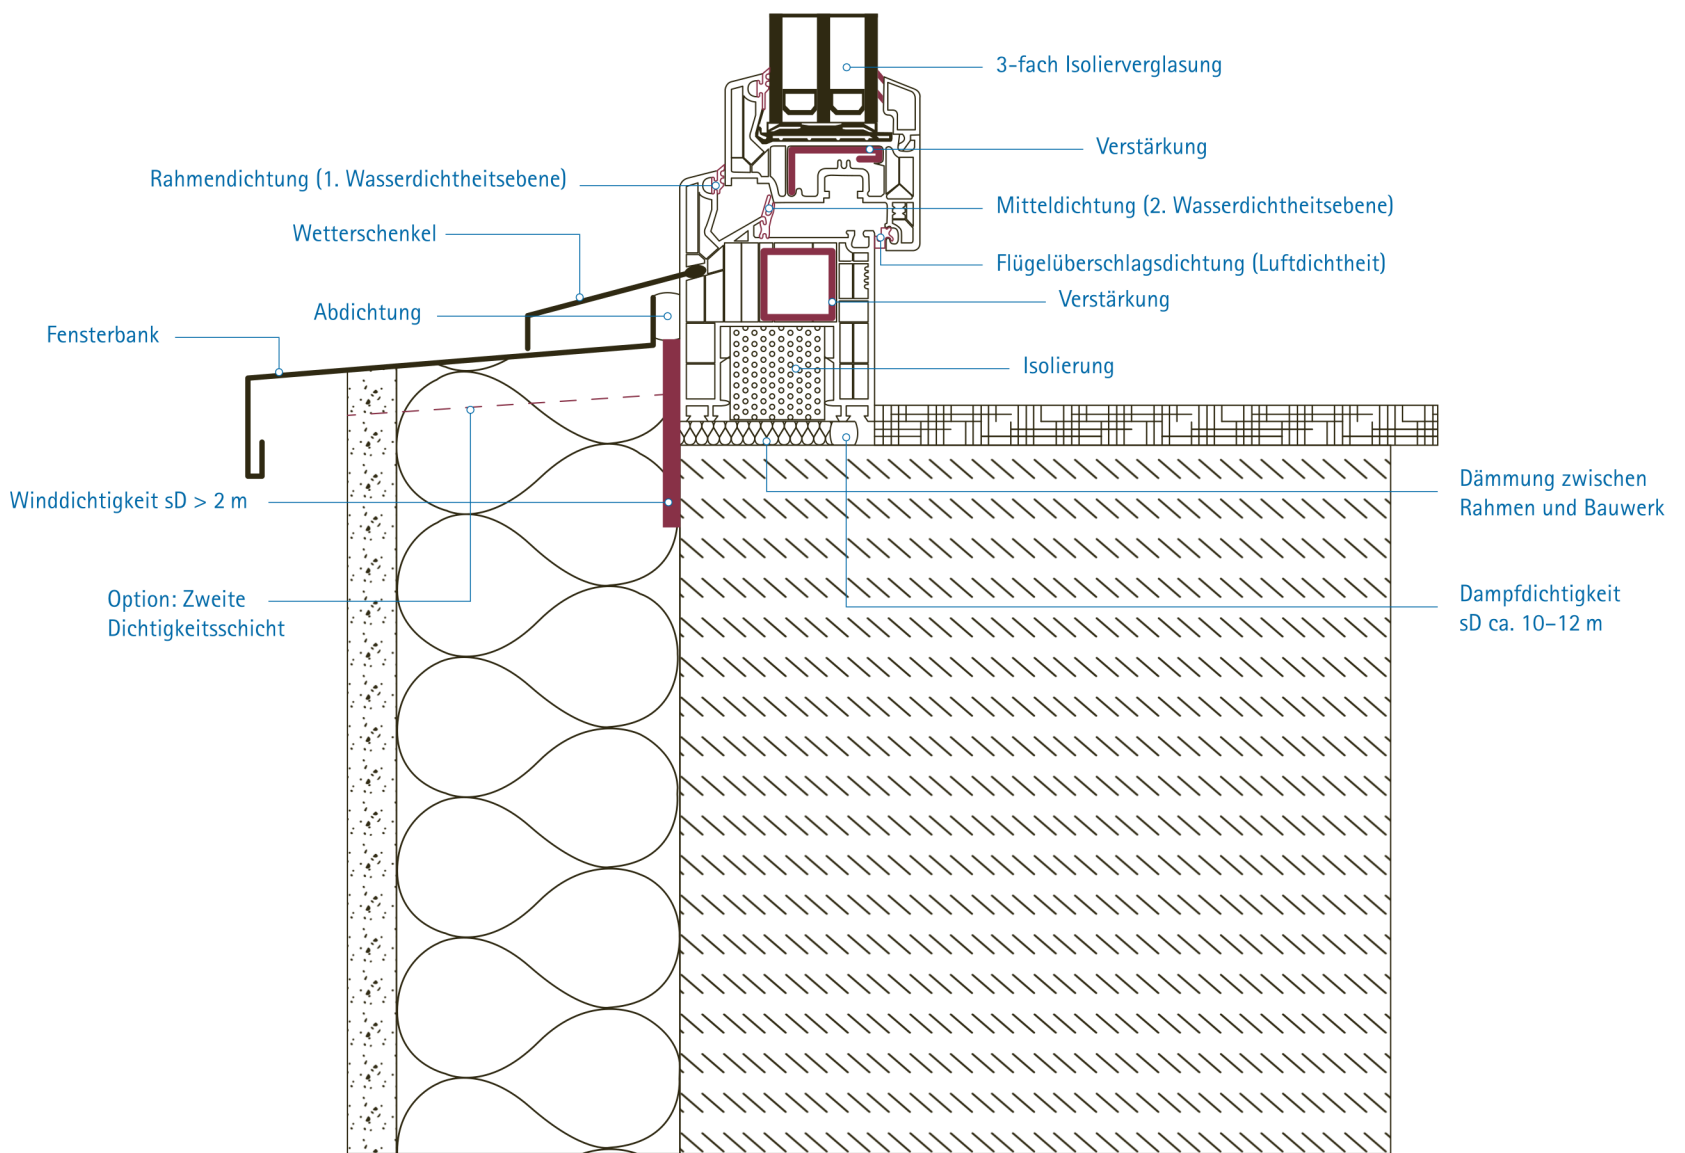 3-fach Isolierverglasung
Verstärkung
Rahmendichtung (1. Wasserdichtheitsebene)
Mitteldichtung (2. Wasserdichtheitsebene)
Wetterschenkel
Flügelüberschlagsdichtung (Luftdichtheit)
Verstärkung
Abdichtung
Fensterbank
Isolierung
Dämmung zwischen
Rahmen und Bauwerk
Winddichtigkeit sD > 2 m
Option: Zweite
Dichtigkeitsschicht
Dampfdichtigkeit
sD ca. 10–12 m